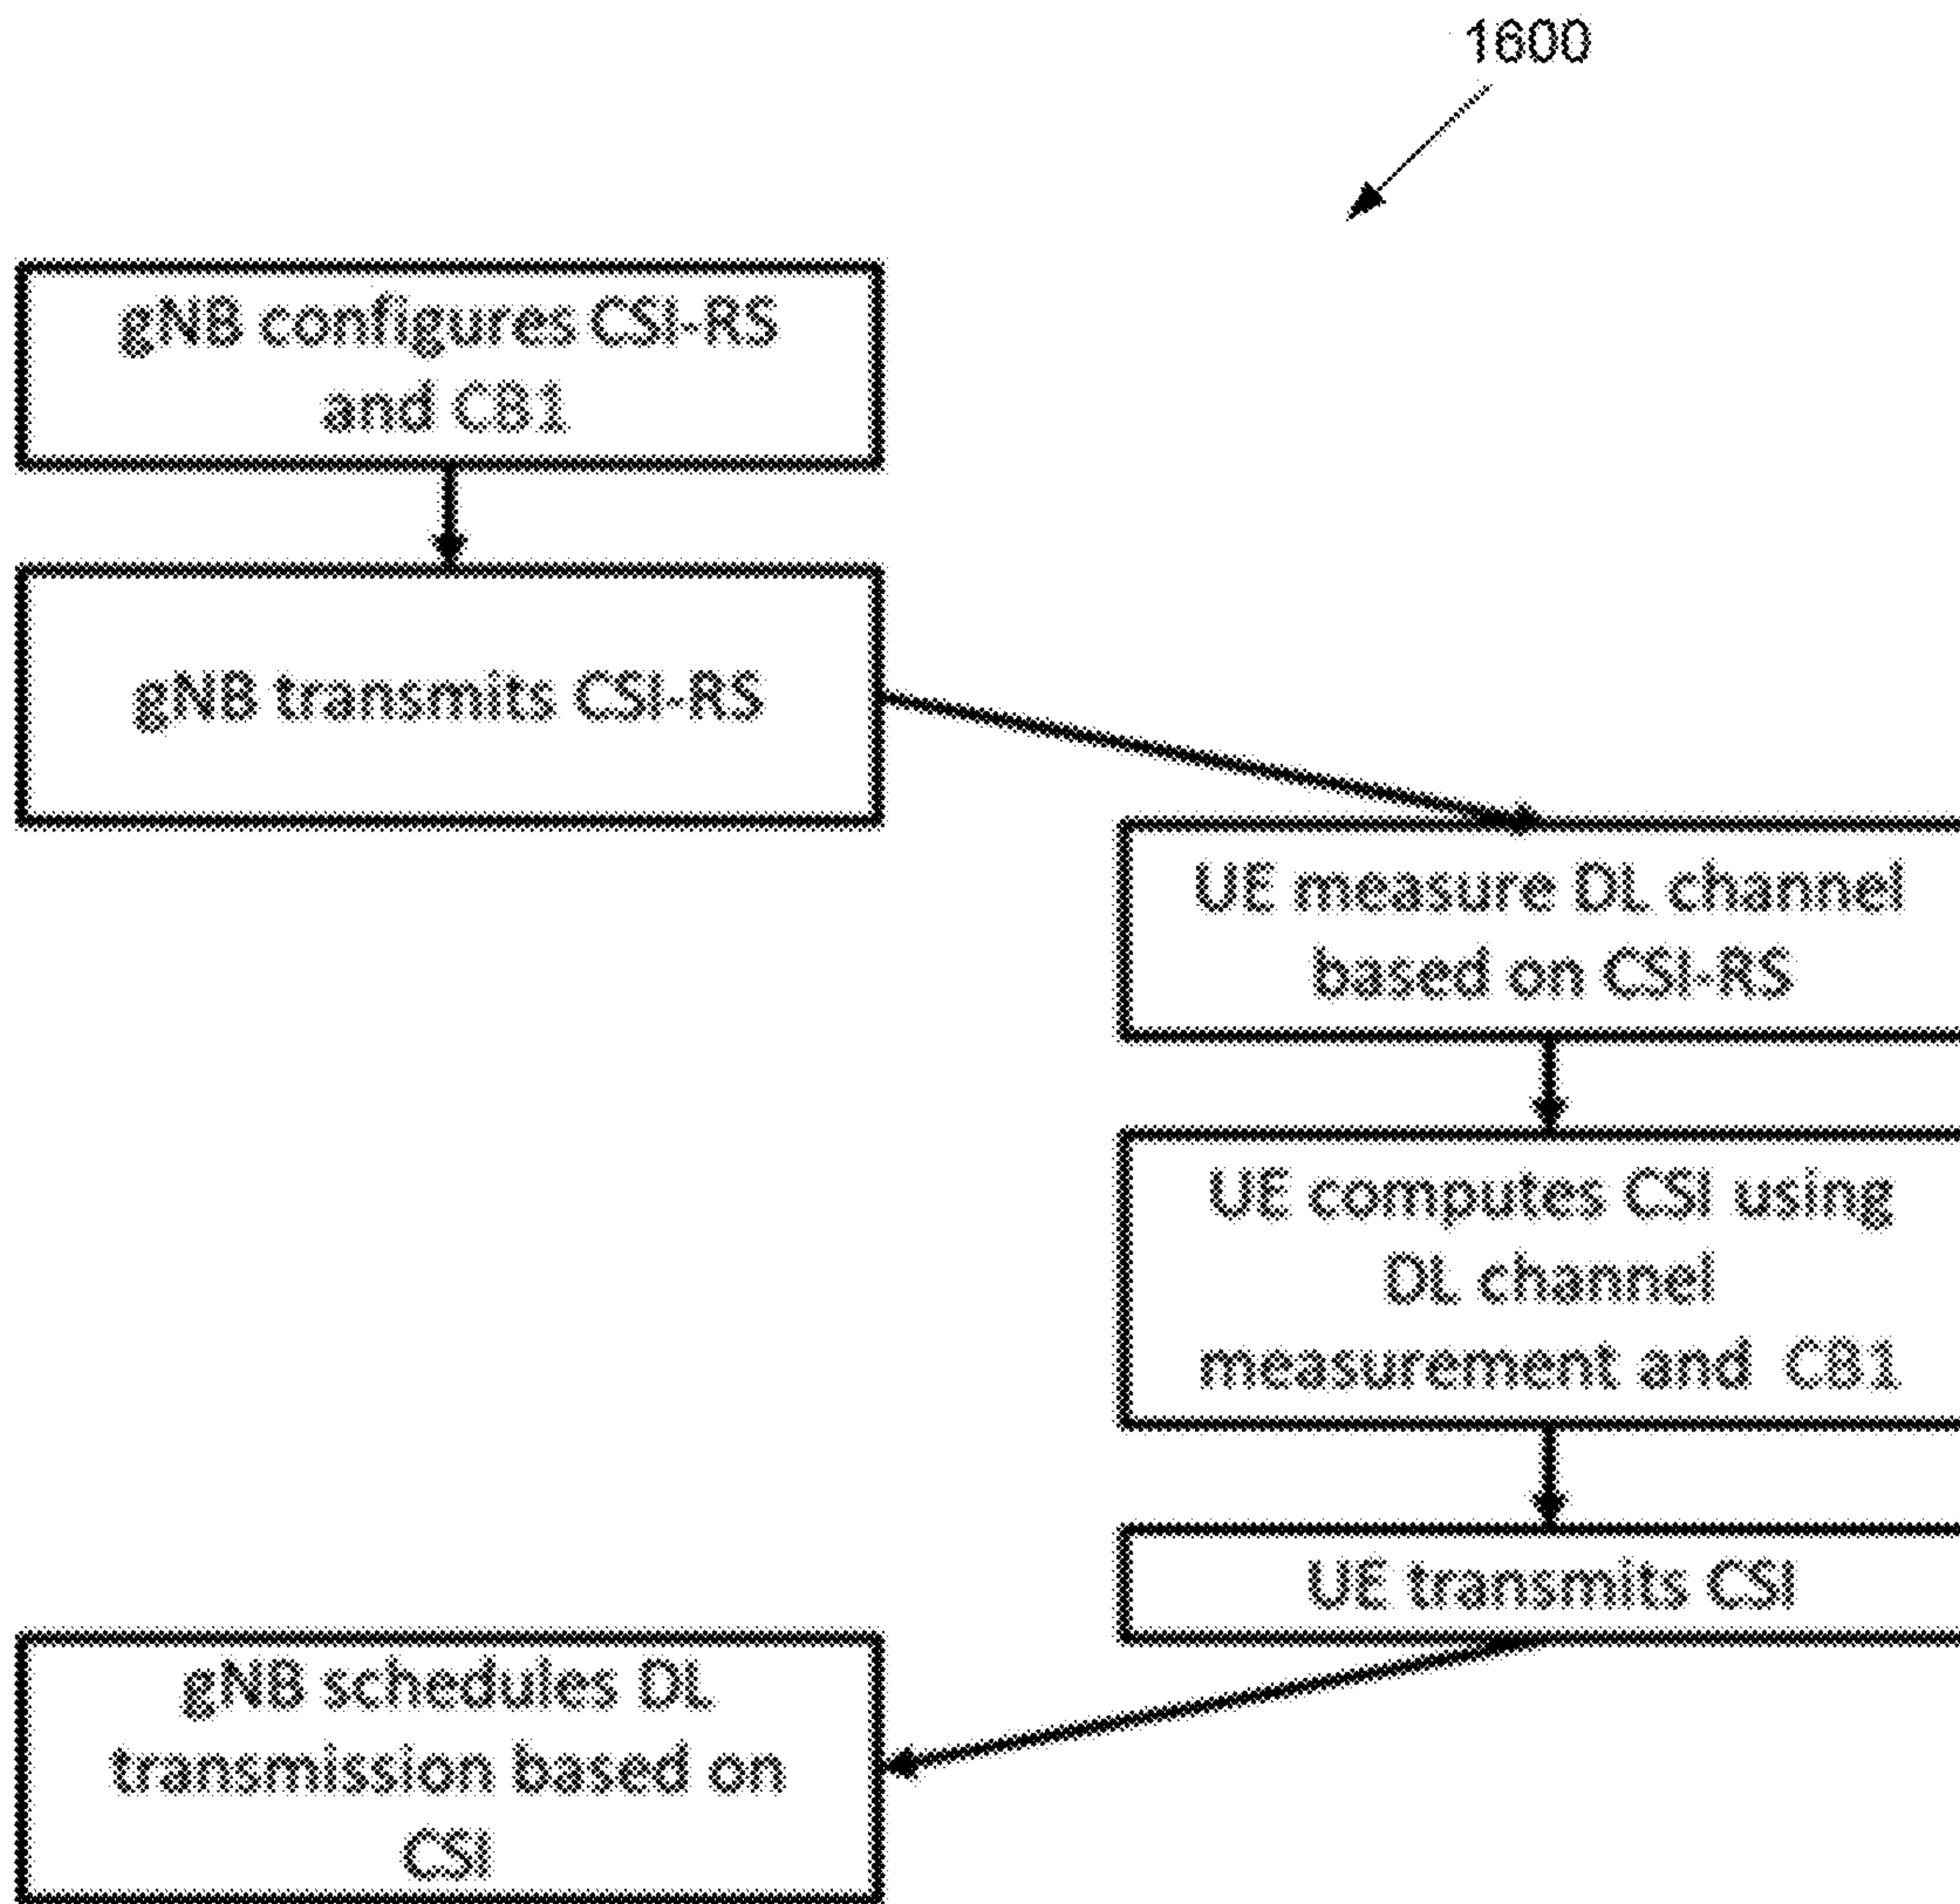 1600
gNB configures CSI-RS
and CB1
gNB transmits CSI-RS
UE measure DL channel
based on CSI-RS
UE computes CSI using
DL channel
measurement and CB1
UE transmits CSI
gNB schedules DL
transmission based on
CSI